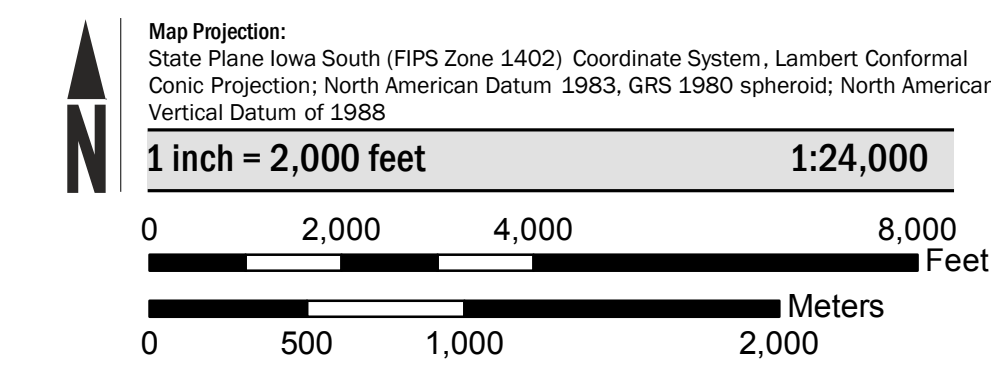 Map Projection:
State Plane Iowa South (FIPS Zone 1402) Coordinate System, Lambert Conformal
Conic Projection; North American Datum 1983, GRS 1980 spheroid; North American
Vertical Datum of 1988
N
1 inch = 2,000 feet 1:24,000
0 2,000 4,000 8,000
Feet
Meters
0 500 1,000 2,000